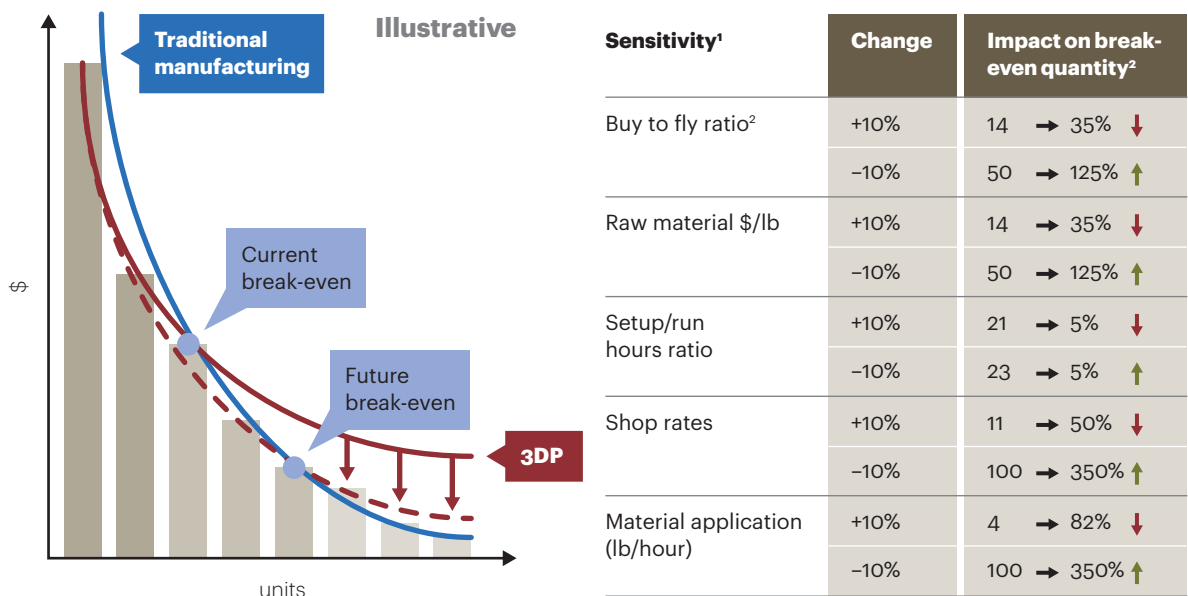 Illustrative
Traditional
manufacturing
Current
break-even
Future
break-even
3DP
$
units
Sensitivity¹ Change Impact on break-
even quantity²
Buy to fly ratio² +10% 14 → 35% ↓
–10% 50 → 125% ↑
Raw material $/lb +10% 14 → 35% ↓
–10% 50 → 125% ↑
Setup/run
hours ratio +10% 21 → 5% ↓
–10% 23 → 5% ↑
Shop rates +10% 11 → 50% ↓
–10% 100 → 350% ↑
Material application
(lb/hour) +10% 4 → 82% ↓
–10% 100 → 350% ↑